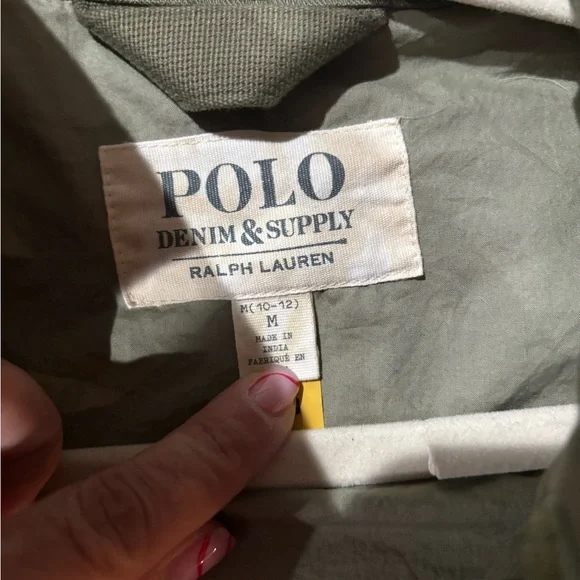 POLO
DENIM & SUPPLY
RALPH LAUREN
M(10-12)
M
MADE IN
INDIA
FABRIQUÉ EN